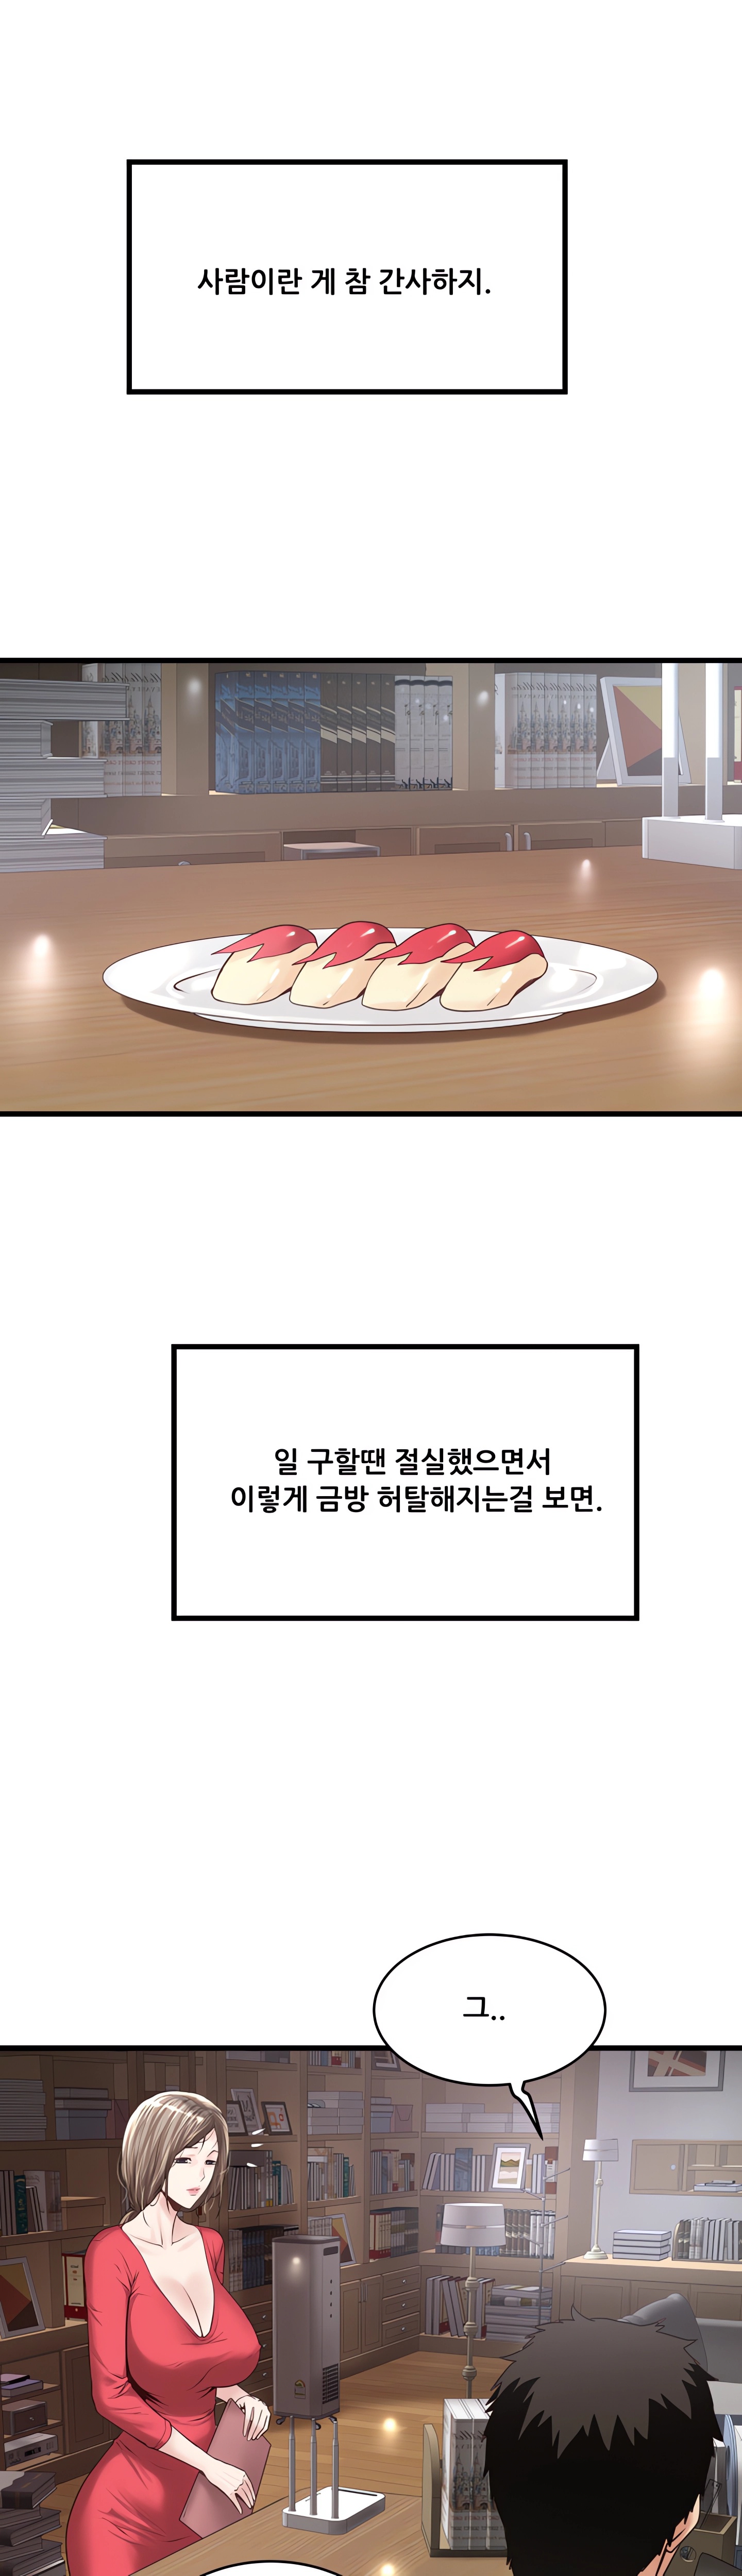 사람이란 게 참 간사하지.
일 구할땐 절실했으면서
이렇게 금방 허탈해지는걸 보면.
그..